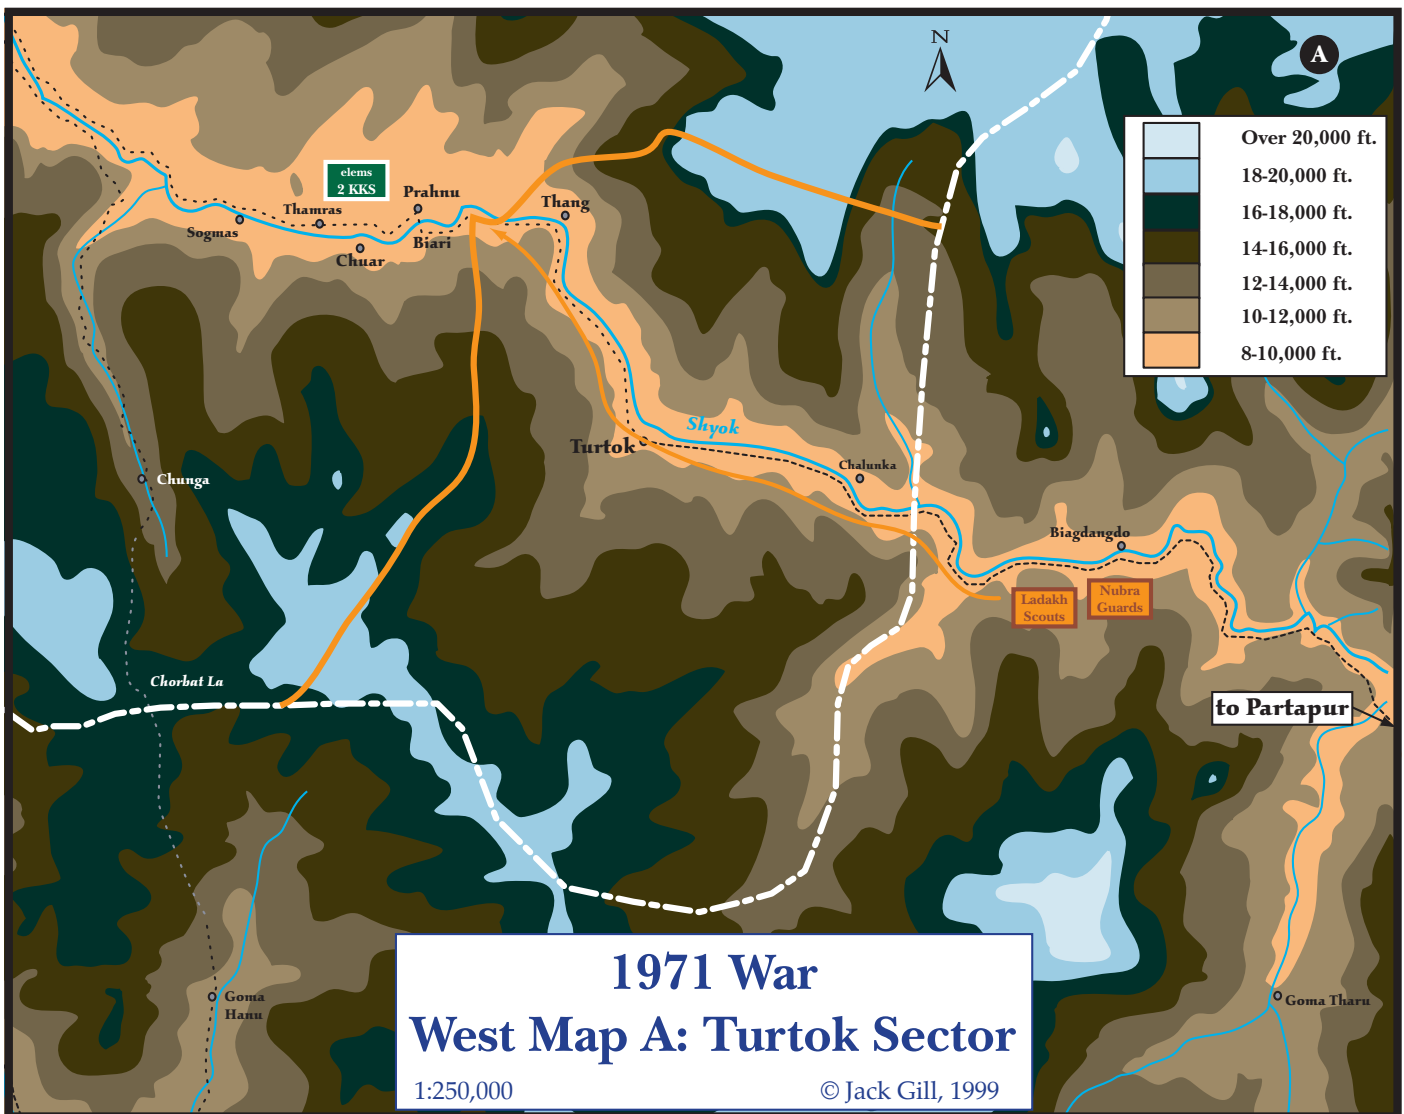 N
A
Over 20,000 ft.
18-20,000 ft.
16-18,000 ft.
14-16,000 ft.
12-14,000 ft.
10-12,000 ft.
8-10,000 ft.
elems
2 KKS
Prahnu
Thang
Thamras
Sogmas
Biari
Chuar
Shyok
Turtok
Chalunka
Chunga
Biagdangdo
Ladakh
Scouts
Nubra
Guards
Chorbat La
to Partapur
Goma
Hanu
Goma Tharu
1971 War
West Map A: Turtok Sector
1:250,000
© Jack Gill, 1999